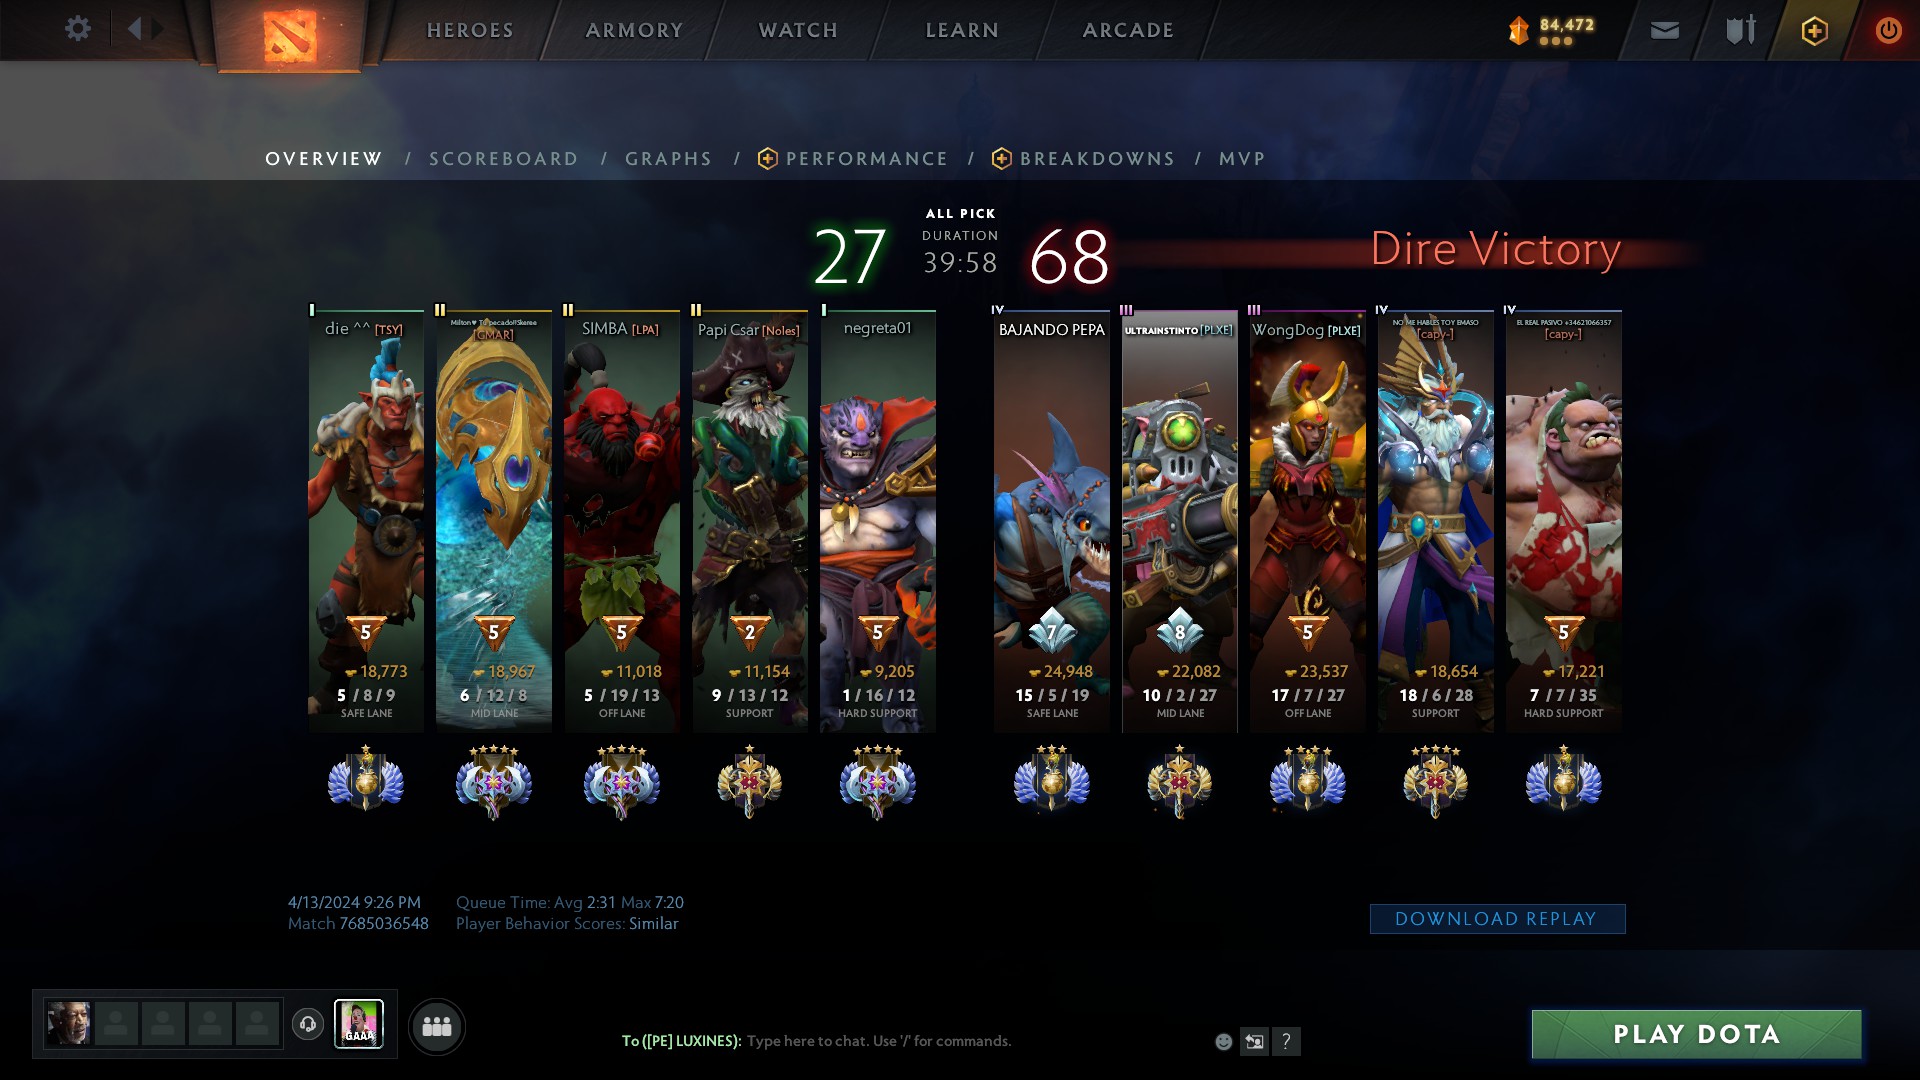 HEROES ARMORY WATCH LEARN ARCADE 84,472
OVERVIEW / SCOREBOARD / GRAPHS / PERFORMANCE / BREAKDOWNS / MVP
27 ALL PICK 68 Dire Victory
DURATION
39:58
I II II II I IV III III IV IV
die ^^ [TSY]
[GMAR]
SIMBA [LPA]
Papi Csar [Noles]
negreta01
BAJANDO PEPA
ULTRAINSTINTO [PLXE]
WongDog [PLXE]
NO ME HABLES TOY EMASO
[capy-]
EL REAL PASIVO +34621066357
[capy-]
5 5 5 2 5 7 8 5 5
18,773 18,967 11,018 11,154 9,205 24,948 22,082 23,537 18,654 17,221
5 / 8 / 9 6 / 12 / 8 5 / 19 / 13 9 / 13 / 12 1 / 16 / 12 15 / 5 / 19 10 / 2 / 27 17 / 7 / 27 18 / 6 / 28 7 / 7 / 35
SAFE LANE MID LANE OFF LANE SUPPORT HARD SUPPORT SAFE LANE MID LANE OFF LANE SUPPORT HARD SUPPORT
4/13/2024 9:26 PM Queue Time: Avg 2:31 Max 7:20
Match 7685036548 Player Behavior Scores: Similar
DOWNLOAD REPLAY
GAAA
To ([PE] LUXINES): Type here to chat. Use '/' for commands. ?
PLAY DOTA